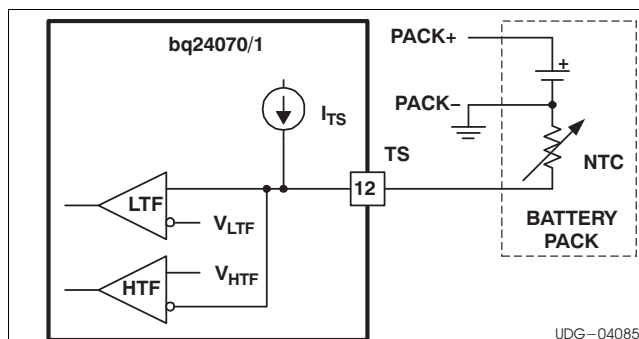 bq24070/1
PACK+
+
I_TS
PACK−
TS
12
NTC
LTF
V_LTF
BATTERY
PACK
HTF
V_HTF
UDG−04085